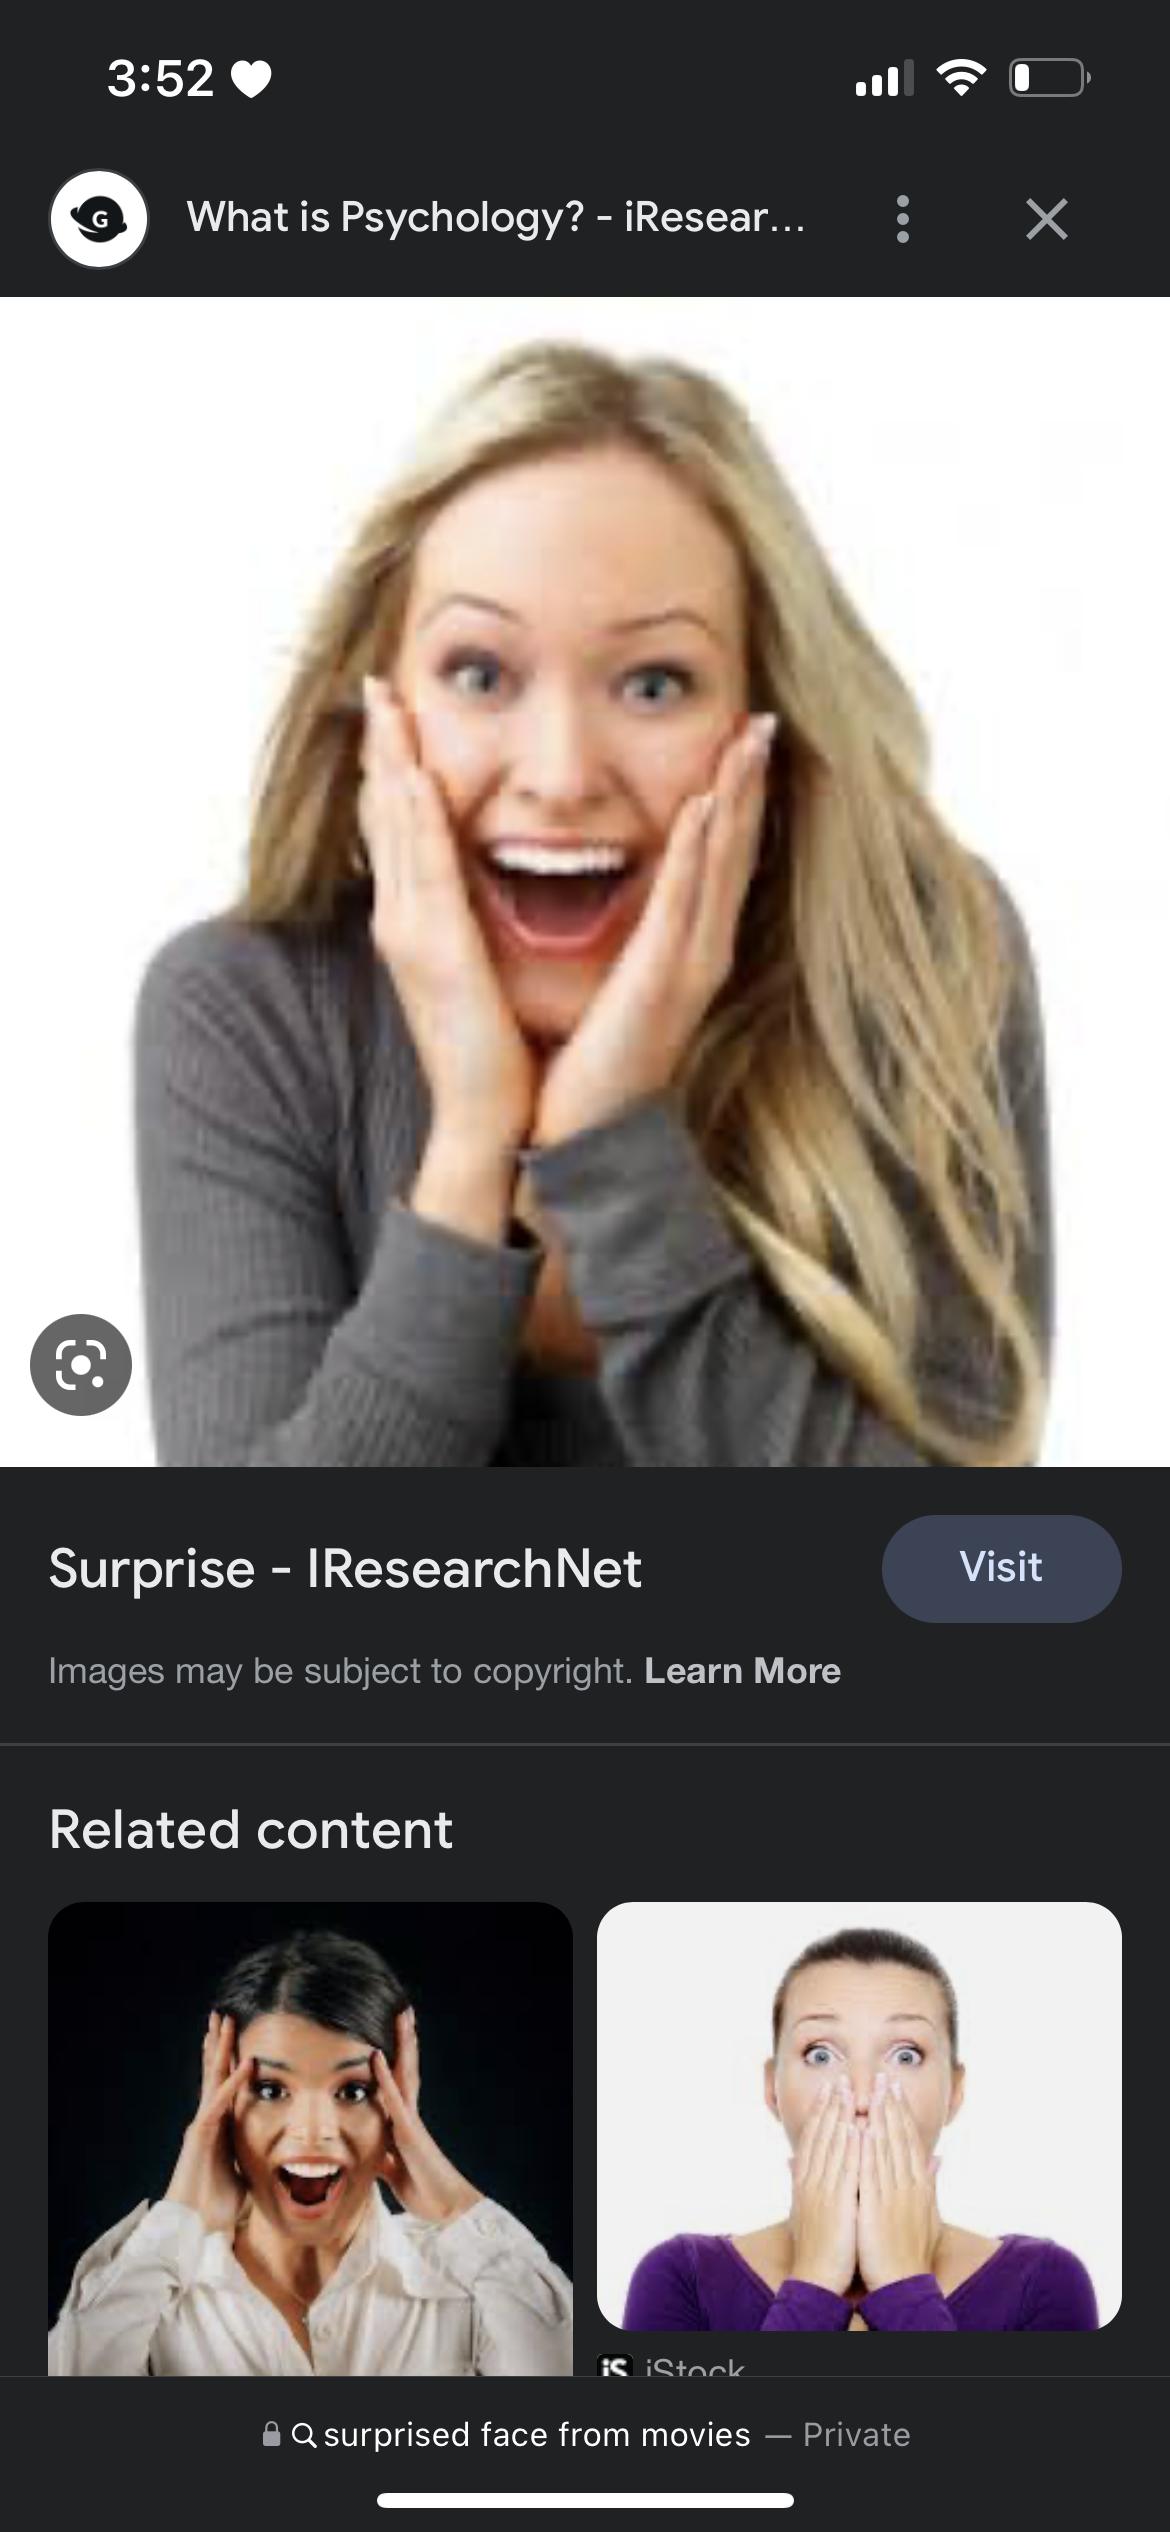 3:52
G
What is Psychology? - iResear...
Surprise - IResearchNet
Visit
Images may be subject to copyright. Learn More
Related content
iS iStock
surprised face from movies — Private